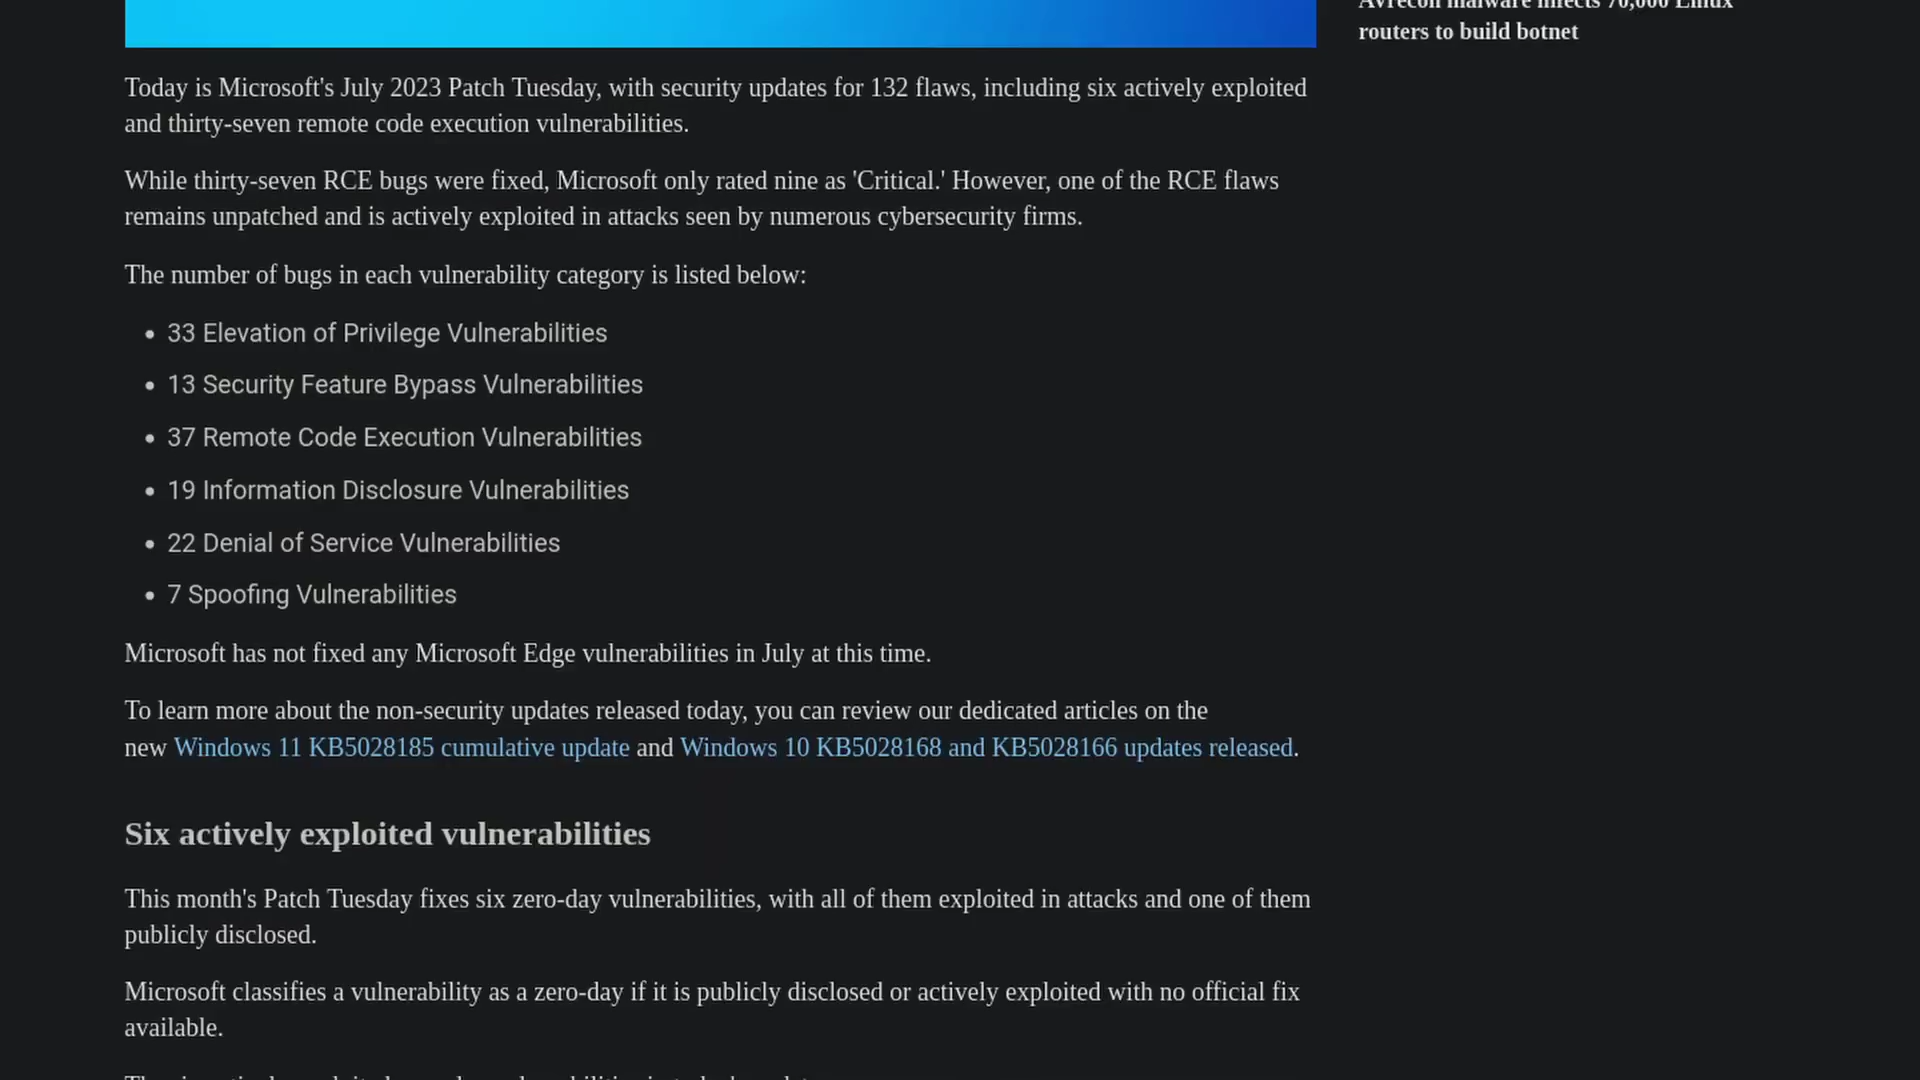 Avrecon malware infects 70,000 Linux
routers to build botnet
Today is Microsoft's July 2023 Patch Tuesday, with security updates for 132 flaws, including six actively exploited
and thirty-seven remote code execution vulnerabilities.
While thirty-seven RCE bugs were fixed, Microsoft only rated nine as 'Critical.' However, one of the RCE flaws
remains unpatched and is actively exploited in attacks seen by numerous cybersecurity firms.
The number of bugs in each vulnerability category is listed below:
• 33 Elevation of Privilege Vulnerabilities
• 13 Security Feature Bypass Vulnerabilities
• 37 Remote Code Execution Vulnerabilities
• 19 Information Disclosure Vulnerabilities
• 22 Denial of Service Vulnerabilities
• 7 Spoofing Vulnerabilities
Microsoft has not fixed any Microsoft Edge vulnerabilities in July at this time.
To learn more about the non-security updates released today, you can review our dedicated articles on the
new Windows 11 KB5028185 cumulative update and Windows 10 KB5028168 and KB5028166 updates released.
Six actively exploited vulnerabilities
This month's Patch Tuesday fixes six zero-day vulnerabilities, with all of them exploited in attacks and one of them
publicly disclosed.
Microsoft classifies a vulnerability as a zero-day if it is publicly disclosed or actively exploited with no official fix
available.